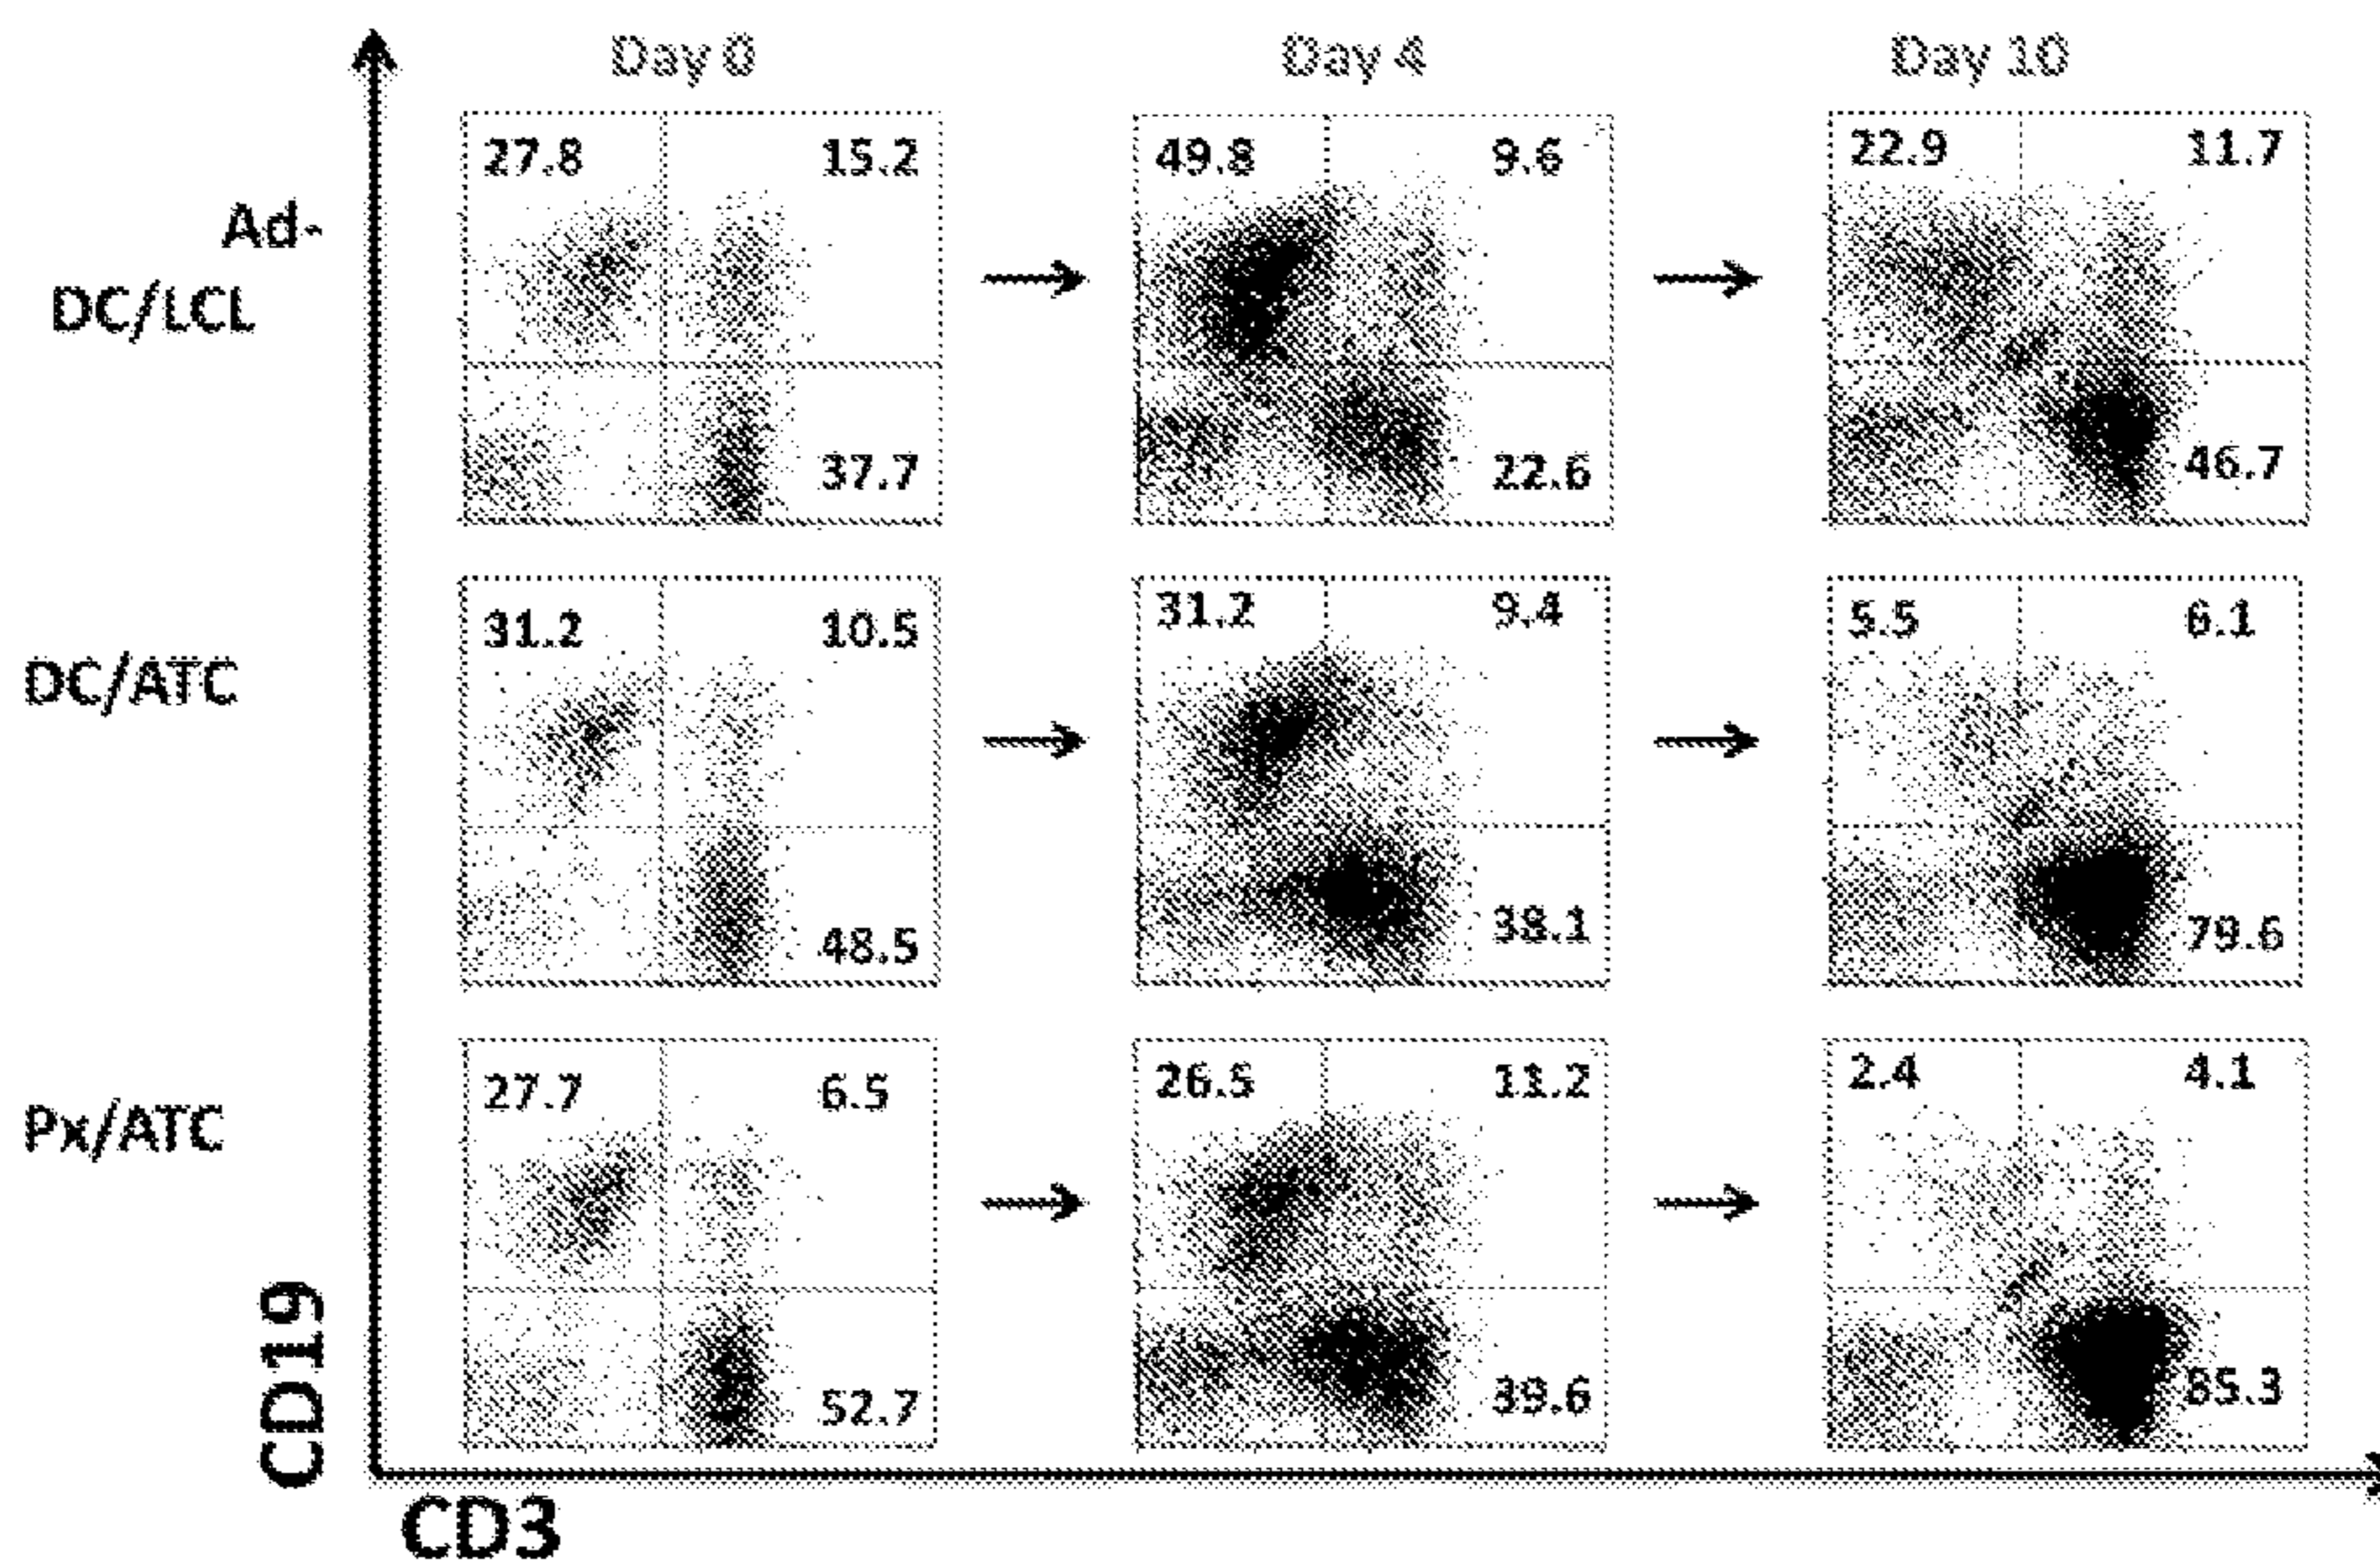 Day 0 Day 4 Day 10
27.8 15.2 49.8 9.6 22.9 11.7
Ad-
DC/LCL
37.7 22.6 46.7
31.2 10.5 31.2 9.4 5.5 6.1
DC/ATC
48.5 38.1 79.6
27.7 6.5 26.5 11.2 2.4 4.1
Px/ATC
52.7 39.6 85.3
CD19
CD3